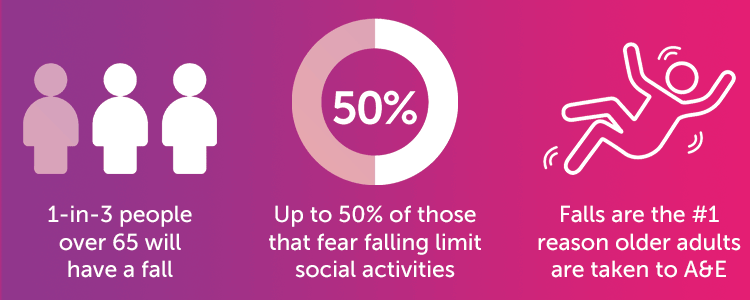 1-in-3 people
over 65 will
have a fall
50%
Up to 50% of those
that fear falling limit
social activities
Falls are the #1
reason older adults
are taken to A&E